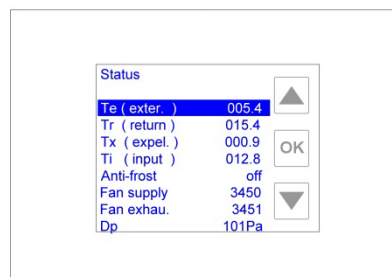 Status
Te ( exter. ) 005.4
Tr ( return ) 015.4
Tx ( expel. ) 000.9
OK
Ti ( input ) 012.8
Anti-frost off
Fan supply 3450
Fan exhau. 3451
Dp 101Pa